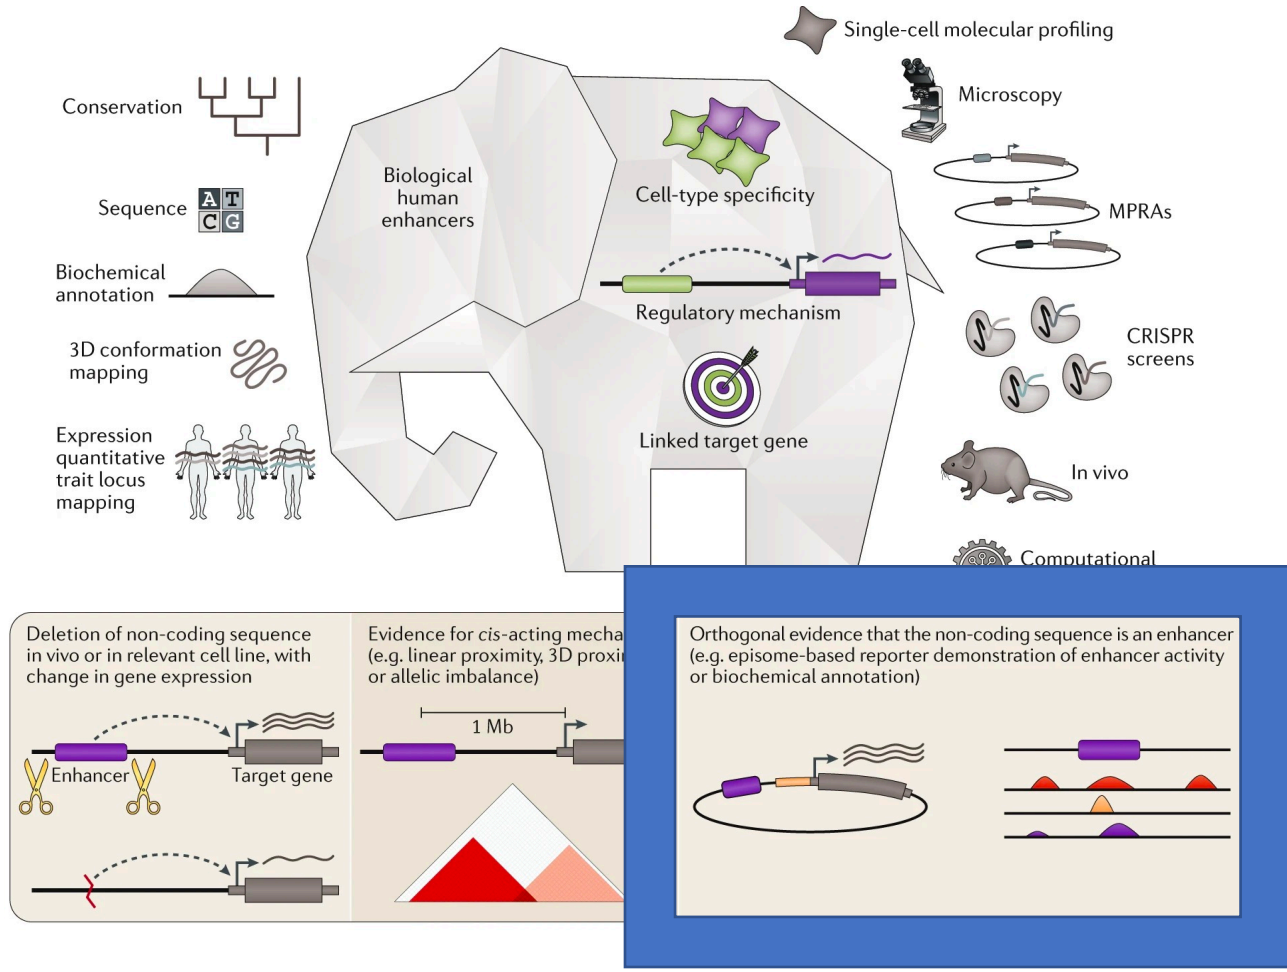 Single-cell molecular profiling
Conservation
Microscopy
Biological
human
enhancers
Cell-type specificity
Sequence
A T
C G
MPRAs
Biochemical
annotation
Regulatory mechanism
3D conformation
mapping
CRISPR
screens
Expression
quantitative
trait locus
mapping
Linked target gene
In vivo
Computational
Deletion of non-coding sequence
in vivo or in relevant cell line, with
change in gene expression
Enhancer
Target gene
Evidence for cis-acting mecha
(e.g. linear proximity, 3D proxi
or allelic imbalance)
1 Mb
Orthogonal evidence that the non-coding sequence is an enhancer
(e.g. episome-based reporter demonstration of enhancer activity
or biochemical annotation)